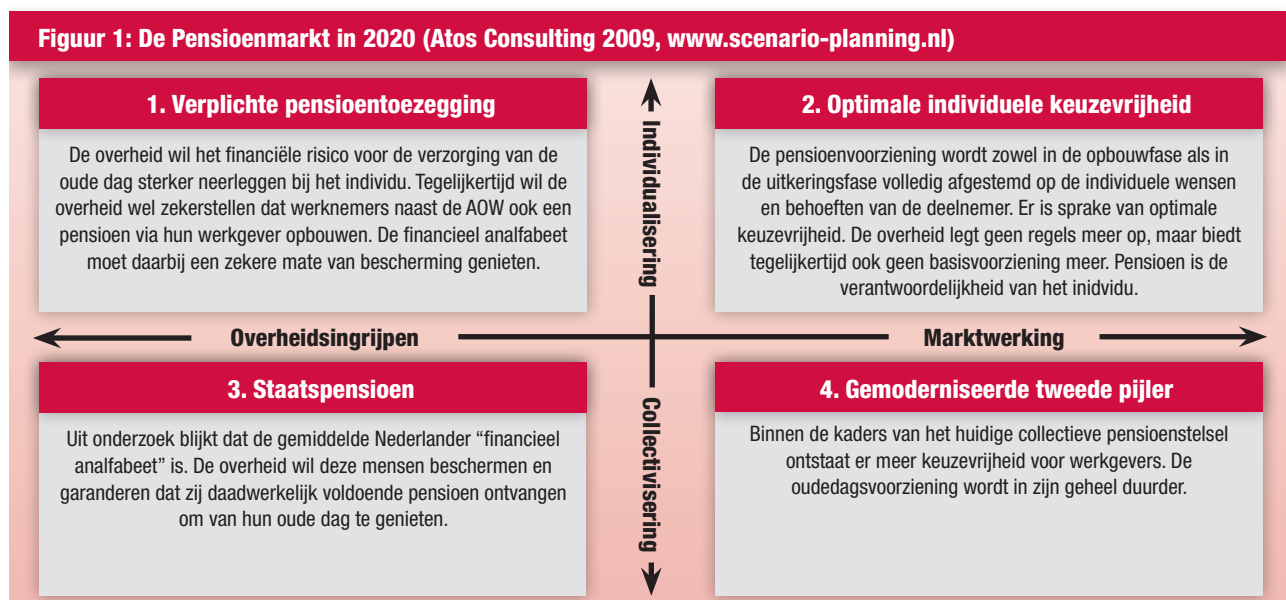 Figuur 1: De Pensioenmarkt in 2020 (Atos Consulting 2009, www.scenario-planning.nl)
1. Verplichte pensioentoezegging
De overheid wil het financiële risico voor de verzorging van de
oude dag sterker neerleggen bij het individu. Tegelijkertijd wil de
overheid wel zekerstellen dat werknemers naast de AOW ook een
pensioen via hun werkgever opbouwen. De financieel analfabeet
moet daarbij een zekere mate van bescherming genieten.
Individualisering
2. Optimale individuele keuzevrijheid
De pensioenvoorziening wordt zowel in de opbouwfase als in
de uitkeringsfase volledig afgestemd op de individuele wensen
en behoeften van de deelnemer. Er is sprake van optimale
keuzevrijheid. De overheid legt geen regels meer op, maar biedt
tegelijkertijd ook geen basisvoorziening meer. Pensioen is de
verantwoordelijkheid van het inidvidu.
Overheidsingrijpen
Marktwerking
3. Staatspensioen
Uit onderzoek blijkt dat de gemiddelde Nederlander “financieel
analfabeet” is. De overheid wil deze mensen beschermen en
garanderen dat zij daadwerkelijk voldoende pensioen ontvangen
om van hun oude dag te genieten.
Collectivisering
4. Gemoderniseerde tweede pijler
Binnen de kaders van het huidige collectieve pensioenstelsel
ontstaat er meer keuzevrijheid voor werkgevers. De
oudedagsvoorziening wordt in zijn geheel duurder.